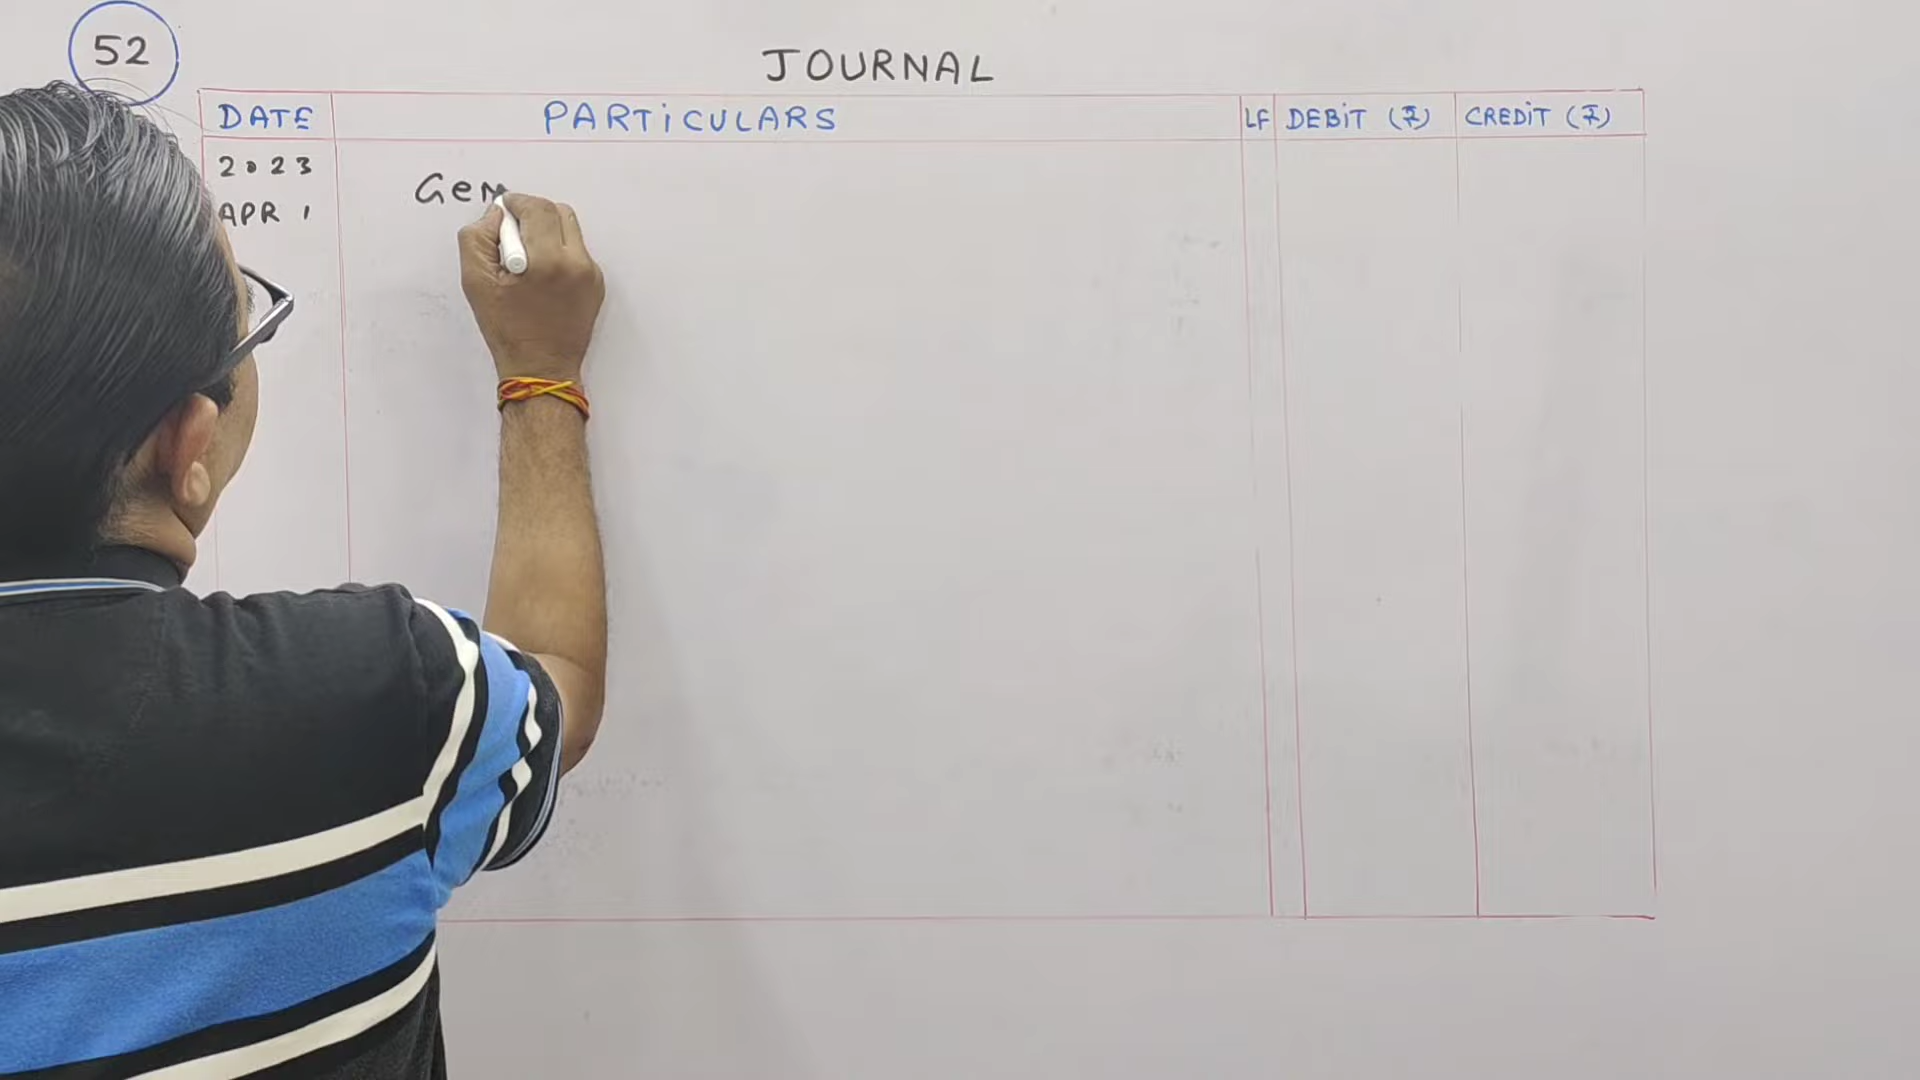 52
JOURNAL
DATE PARTiCULARS LF DEBiT (₹) CREDiT (₹)
2023
APR 1
Gen